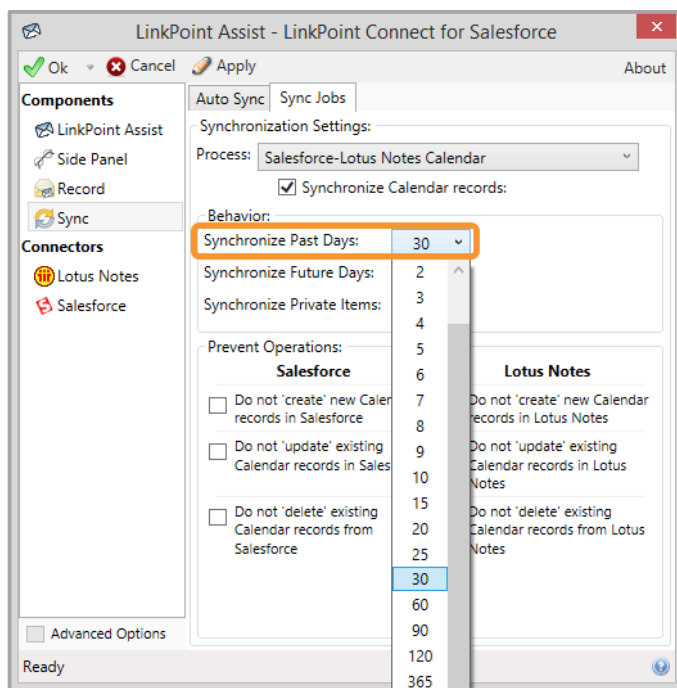 LinkPoint Assist - LinkPoint Connect for Salesforce
Ok Cancel Apply About
Components
LinkPoint Assist
Side Panel
Record
Sync
Connectors
Lotus Notes
Salesforce
Advanced Options
Auto Sync Sync Jobs
Synchronization Settings:
Process: Salesforce-Lotus Notes Calendar
Synchronize Calendar records:
Behavior:
Synchronize Past Days: 30
Synchronize Future Days:
Synchronize Private Items:
2
3
4
5
6
7
8
9
10
15
20
25
30
60
90
120
365
Prevent Operations:
Salesforce
Do not 'create' new Caler
records in Salesforce
Do not 'update' existing
Calendar records in Sales
Do not 'delete' existing
Calendar records from
Salesforce
Lotus Notes
Do not 'create' new Calendar
records in Lotus Notes
Do not 'update' existing
Calendar records in Lotus
Notes
Do not 'delete' existing
Calendar records from Lotus
Notes
Ready